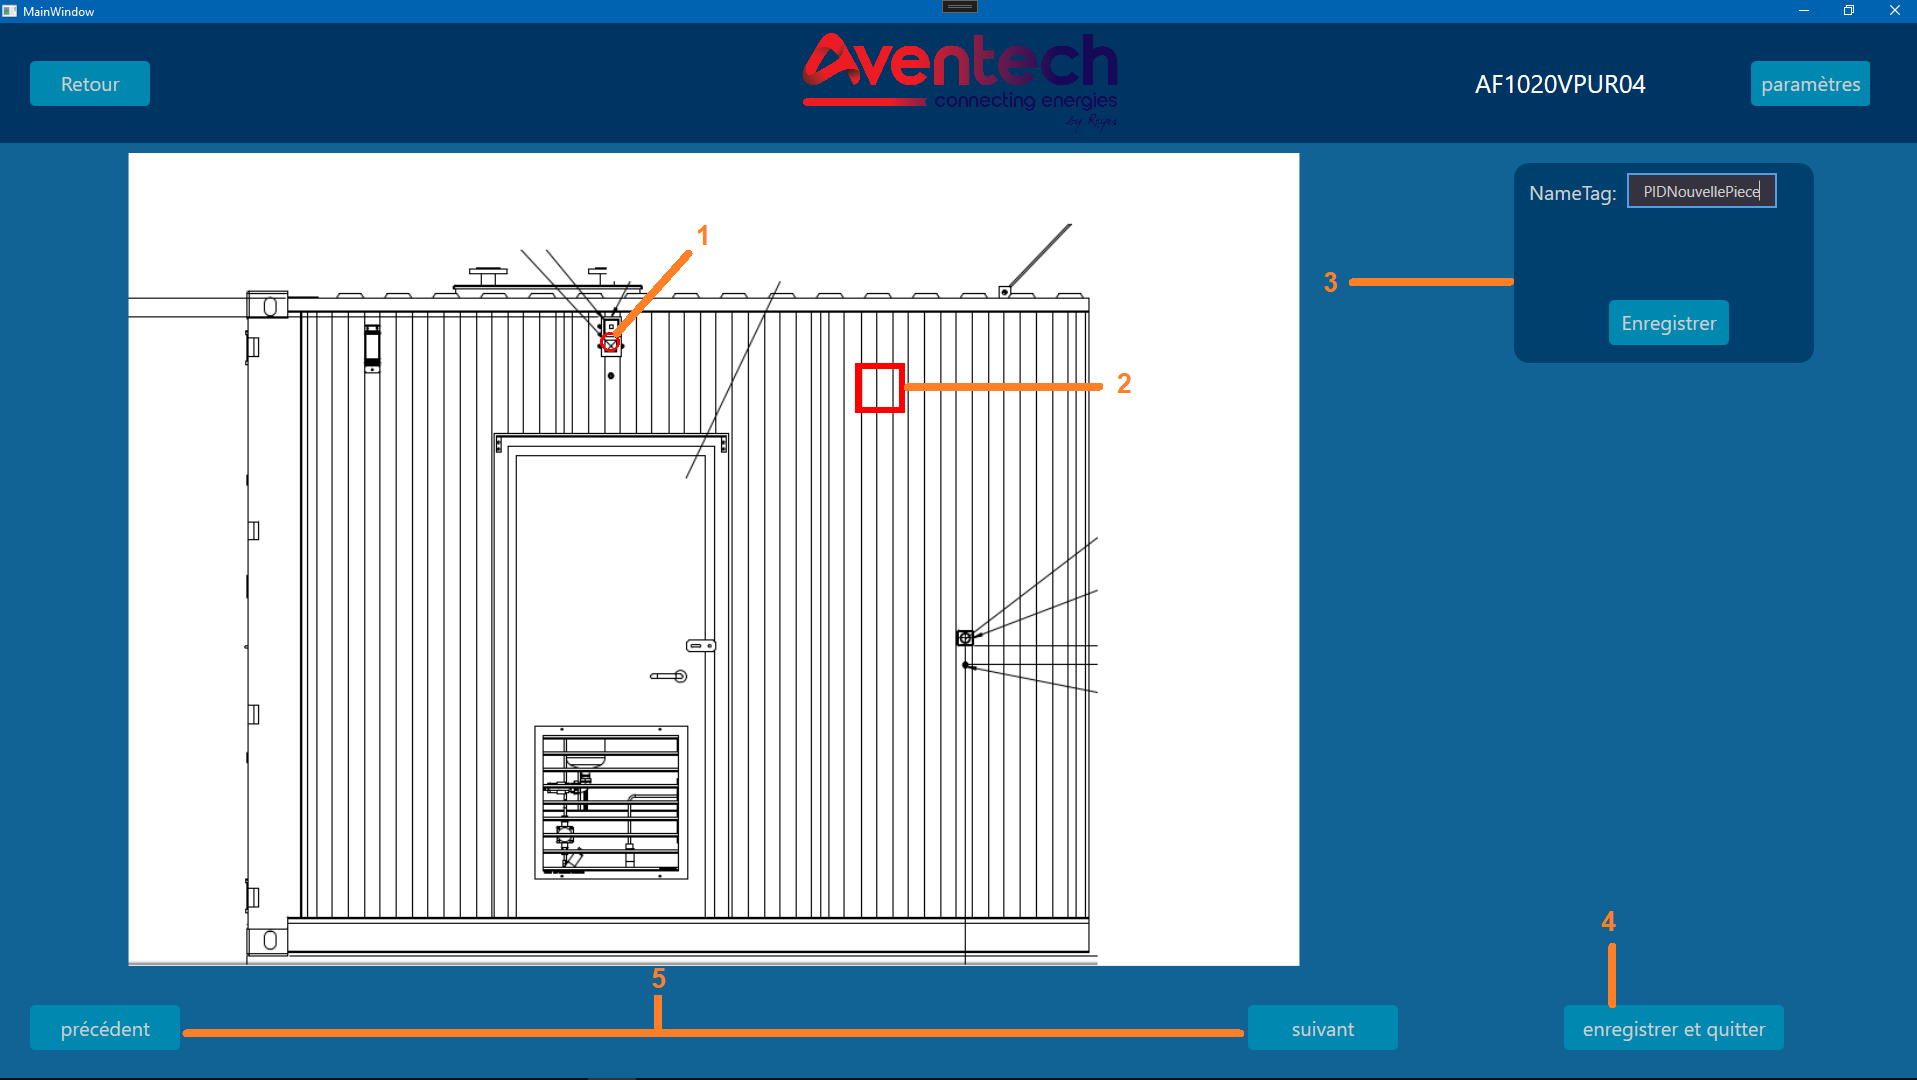 MainWindow
Retour
Aventech
connecting energies
by Reyes
AF1020VPUR04
paramètres
NameTag: PIDNouvellePiece
1
3
Enregistrer
2
4
5
précédent
suivant
enregistrer et quitter